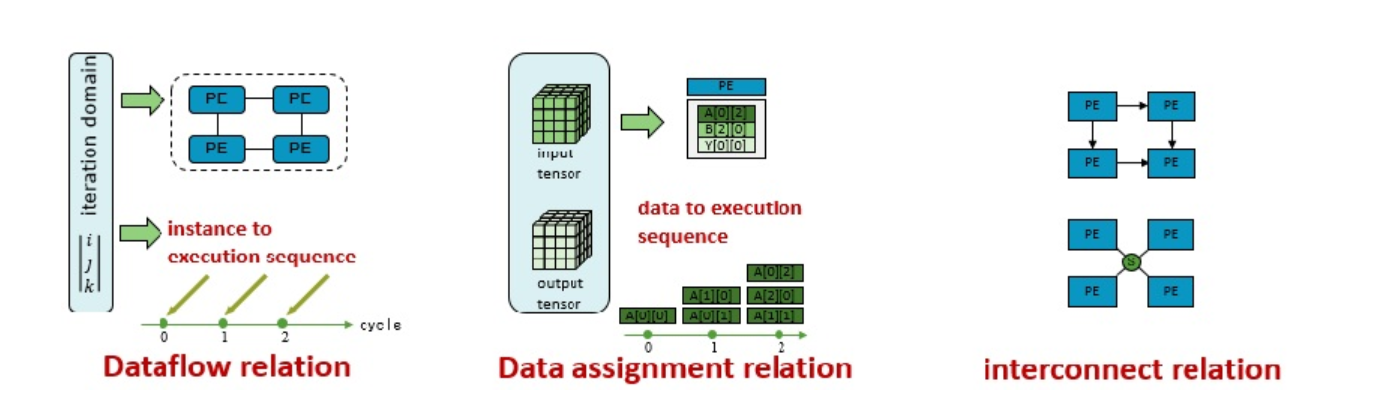 iteration domain
i
j
k
PE PE
PE PE
instance to
execution sequence
cycle
0 1 2
Dataflow relation
input
tensor
output
tensor
PE
A[0][2]
B[2][0]
Y[0][0]
data to execution
sequence
A[0][2]
A[1][0] A[2][0]
A[0][0] A[0][1] A[1][1]
0 1 2
Data assignment relation
PE PE
PE PE
PE PE
S
PE PE
interconnect relation